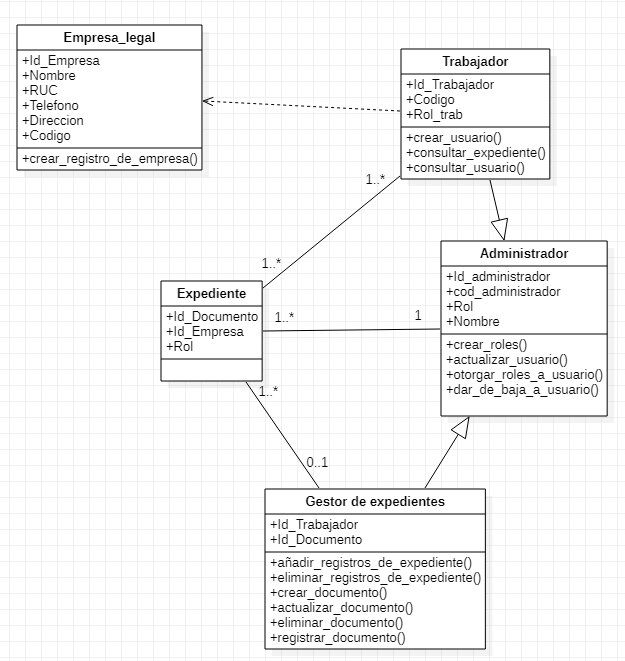 Empresa_legal
+Id_Empresa
+Nombre
+RUC
+Telefono
+Direccion
+Codigo
+crear_registro_de_empresa()
Trabajador
+Id_Trabajador
+Codigo
+Rol_trab
+crear_usuario()
+consultar_expediente()
+consultar_usuario()
1..*
1..*
Administrador
+Id_administrador
+cod_administrador
+Rol
+Nombre
+crear_roles()
+actualizar_usuario()
+otorgar_roles_a_usuario()
+dar_de_baja_a_usuario()
Expediente
+Id_Documento
+Id_Empresa
+Rol
1..*
1
1..*
0..1
Gestor de expedientes
+Id_Trabajador
+Id_Documento
+añadir_registros_de_expediente()
+eliminar_registros_de_expediente()
+crear_documento()
+actualizar_documento()
+eliminar_documento()
+registrar_documento()